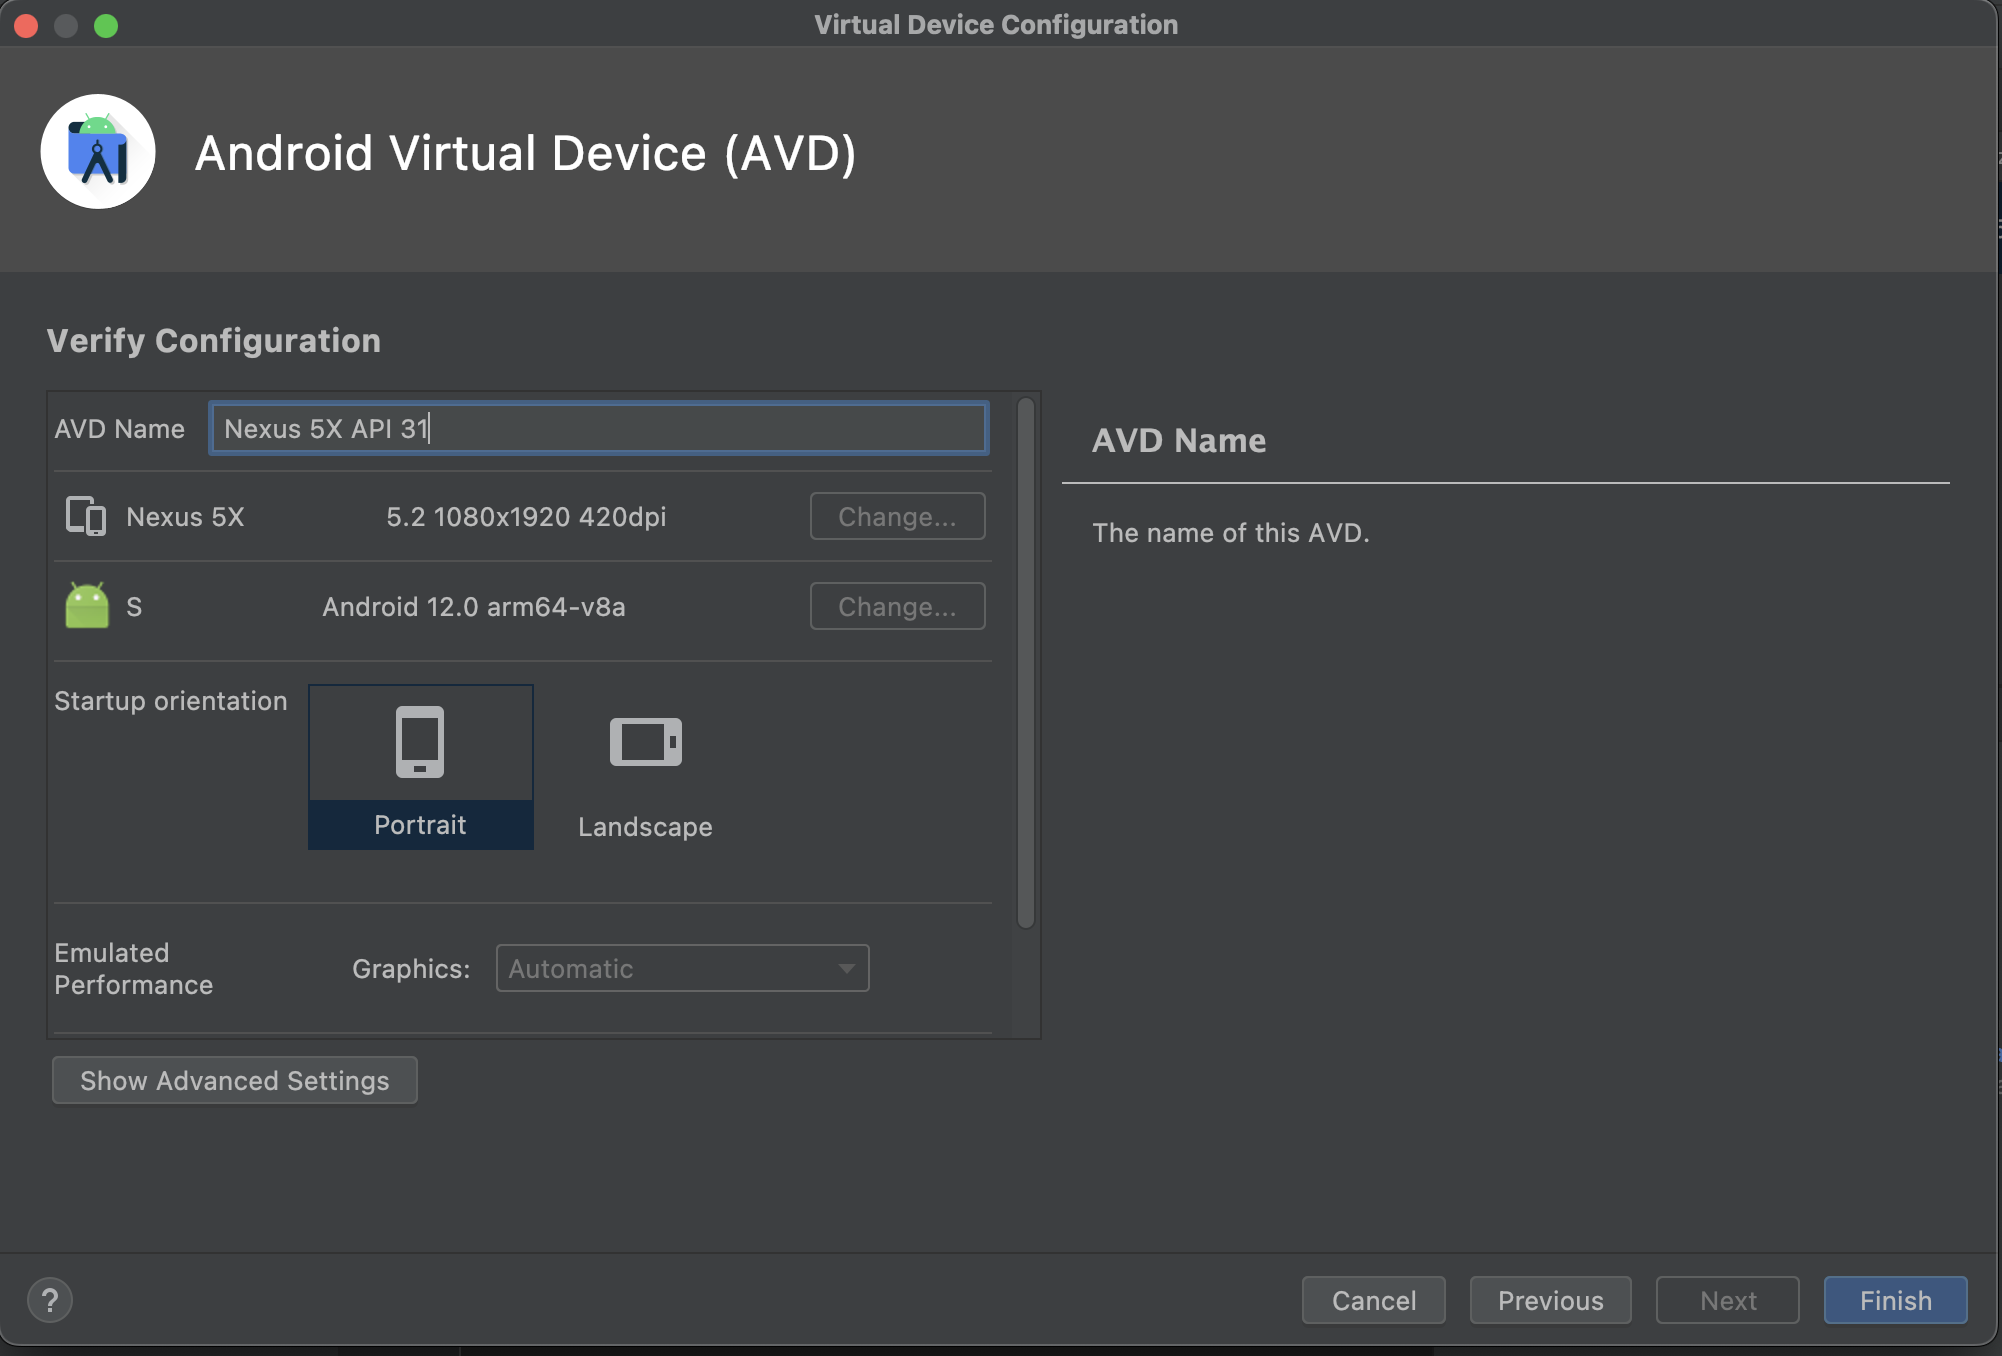 Virtual Device Configuration
Android Virtual Device (AVD)
Verify Configuration
AVD Name Nexus 5X API 31
Nexus 5X 5.2 1080x1920 420dpi Change...
S Android 12.0 arm64-v8a Change...
Startup orientation
Portrait
Landscape
Emulated
Performance
Graphics: Automatic
Show Advanced Settings
AVD Name
The name of this AVD.
?
Cancel Previous Next Finish